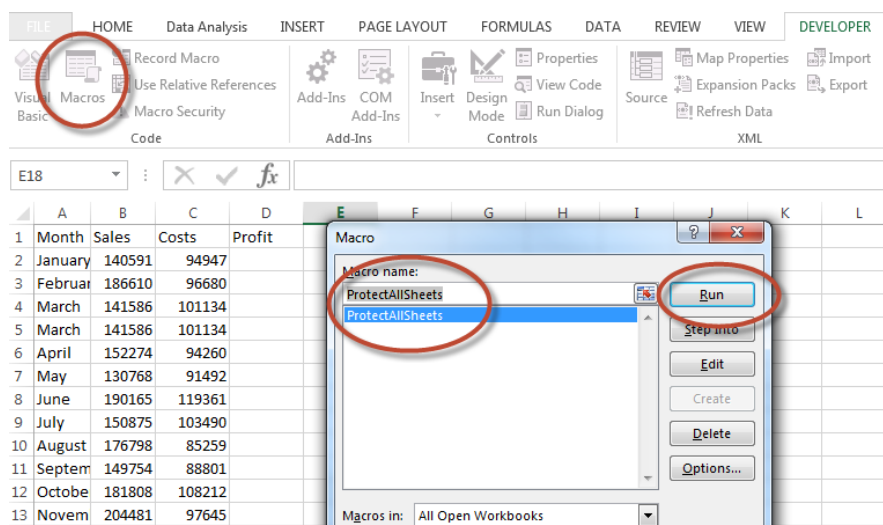 FILE HOME Data Analysis INSERT PAGE LAYOUT FORMULAS DATA REVIEW VIEW DEVELOPER
Visual Basic
Macros
Record Macro
Use Relative References
Macro Security
Code
Add-Ins
COM Add-Ins
Add-Ins
Insert
Design Mode
Properties
View Code
Run Dialog
Controls
Source
Map Properties
Expansion Packs
Refresh Data
Import
Export
XML
E18 fx
A B C D E F G H I J K L
1 Month Sales Costs Profit
2 January 140591 94947
3 Februar 186610 96680
4 March 141586 101134
5 March 141586 101134
6 April 152274 94260
7 May 130768 91492
8 June 190165 119361
9 July 150875 103490
10 August 176798 85259
11 Septem 149754 88801
12 Octobe 181808 108212
13 Novem 204481 97645
Macro ?
Macro name:
ProtectAllSheets
ProtectAllSheets
Run
Step Into
Edit
Create
Delete
Options...
Macros in: All Open Workbooks